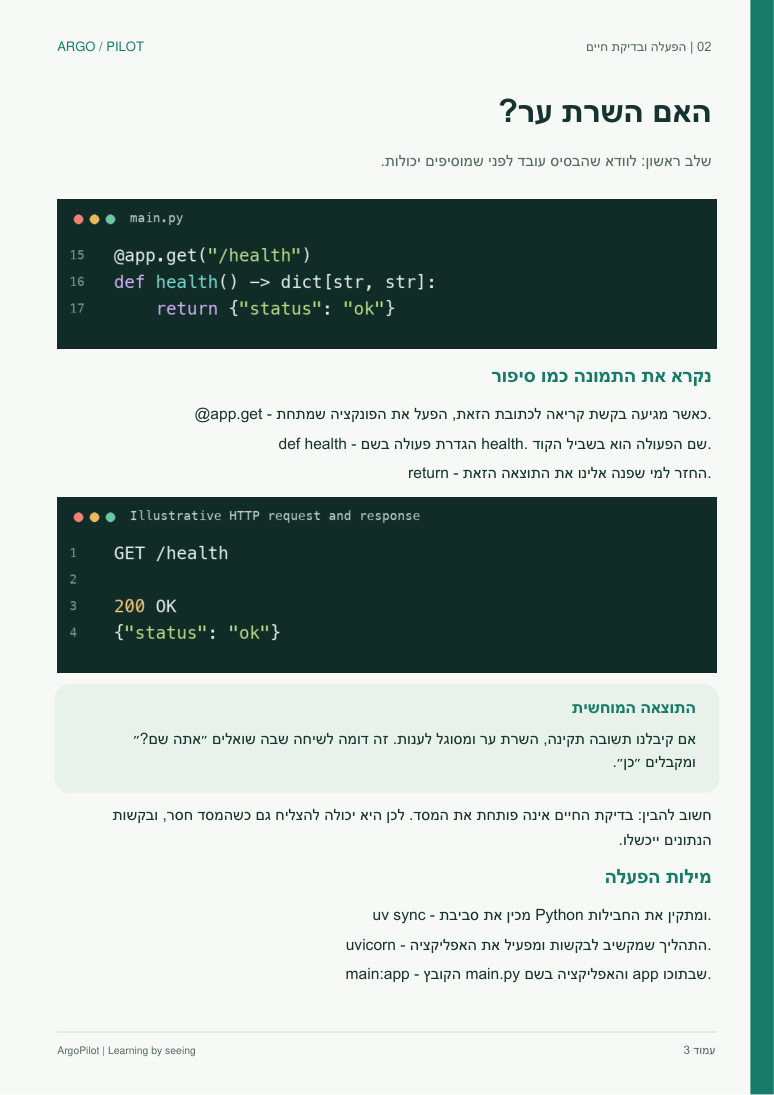 02 | הפעלה ובדיקת חיים
ARGO / PILOT
האם השרת ער?
שלב ראשון: לוודא שהבסיס עובד לפני שמוסיפים יכולות.
main.py
15 @app.get("/health")
16 def health() -> dict[str, str]:
17     return {"status": "ok"}
נקרא את התמונה כמו סיפור
@app.get - כאשר מגיעה בקשת קריאה לכתובת הזאת, הפעל את הפונקציה שמתחת.
def health - הגדרת פעולה בשם health. שם הפעולה הוא בשביל הקוד.
return - החזר למי שפנה אלינו את התוצאה הזאת.
Illustrative HTTP request and response
1 GET /health
2
3 200 OK
4 {"status": "ok"}
התוצאה המוחשית
אם קיבלנו תשובה תקינה, השרת ער ומסוגל לענות. זה דומה לשיחה שבה שואלים ״אתה שם?״
ומקבלים ״כן״.
חשוב להבין: בדיקת החיים אינה פותחת את המסד. לכן היא יכולה להצליח גם כשהמסד חסר, ובקשות
הנתונים ייכשלו.
מילות הפעלה
uv sync - מכין את סביבת Python ומתקין את החבילות.
uvicorn - התהליך שמקשיב לבקשות ומפעיל את האפליקציה.
main:app - הקובץ main.py והאפליקציה בשם app שבתוכו.
עמוד 3
ArgoPilot | Learning by seeing